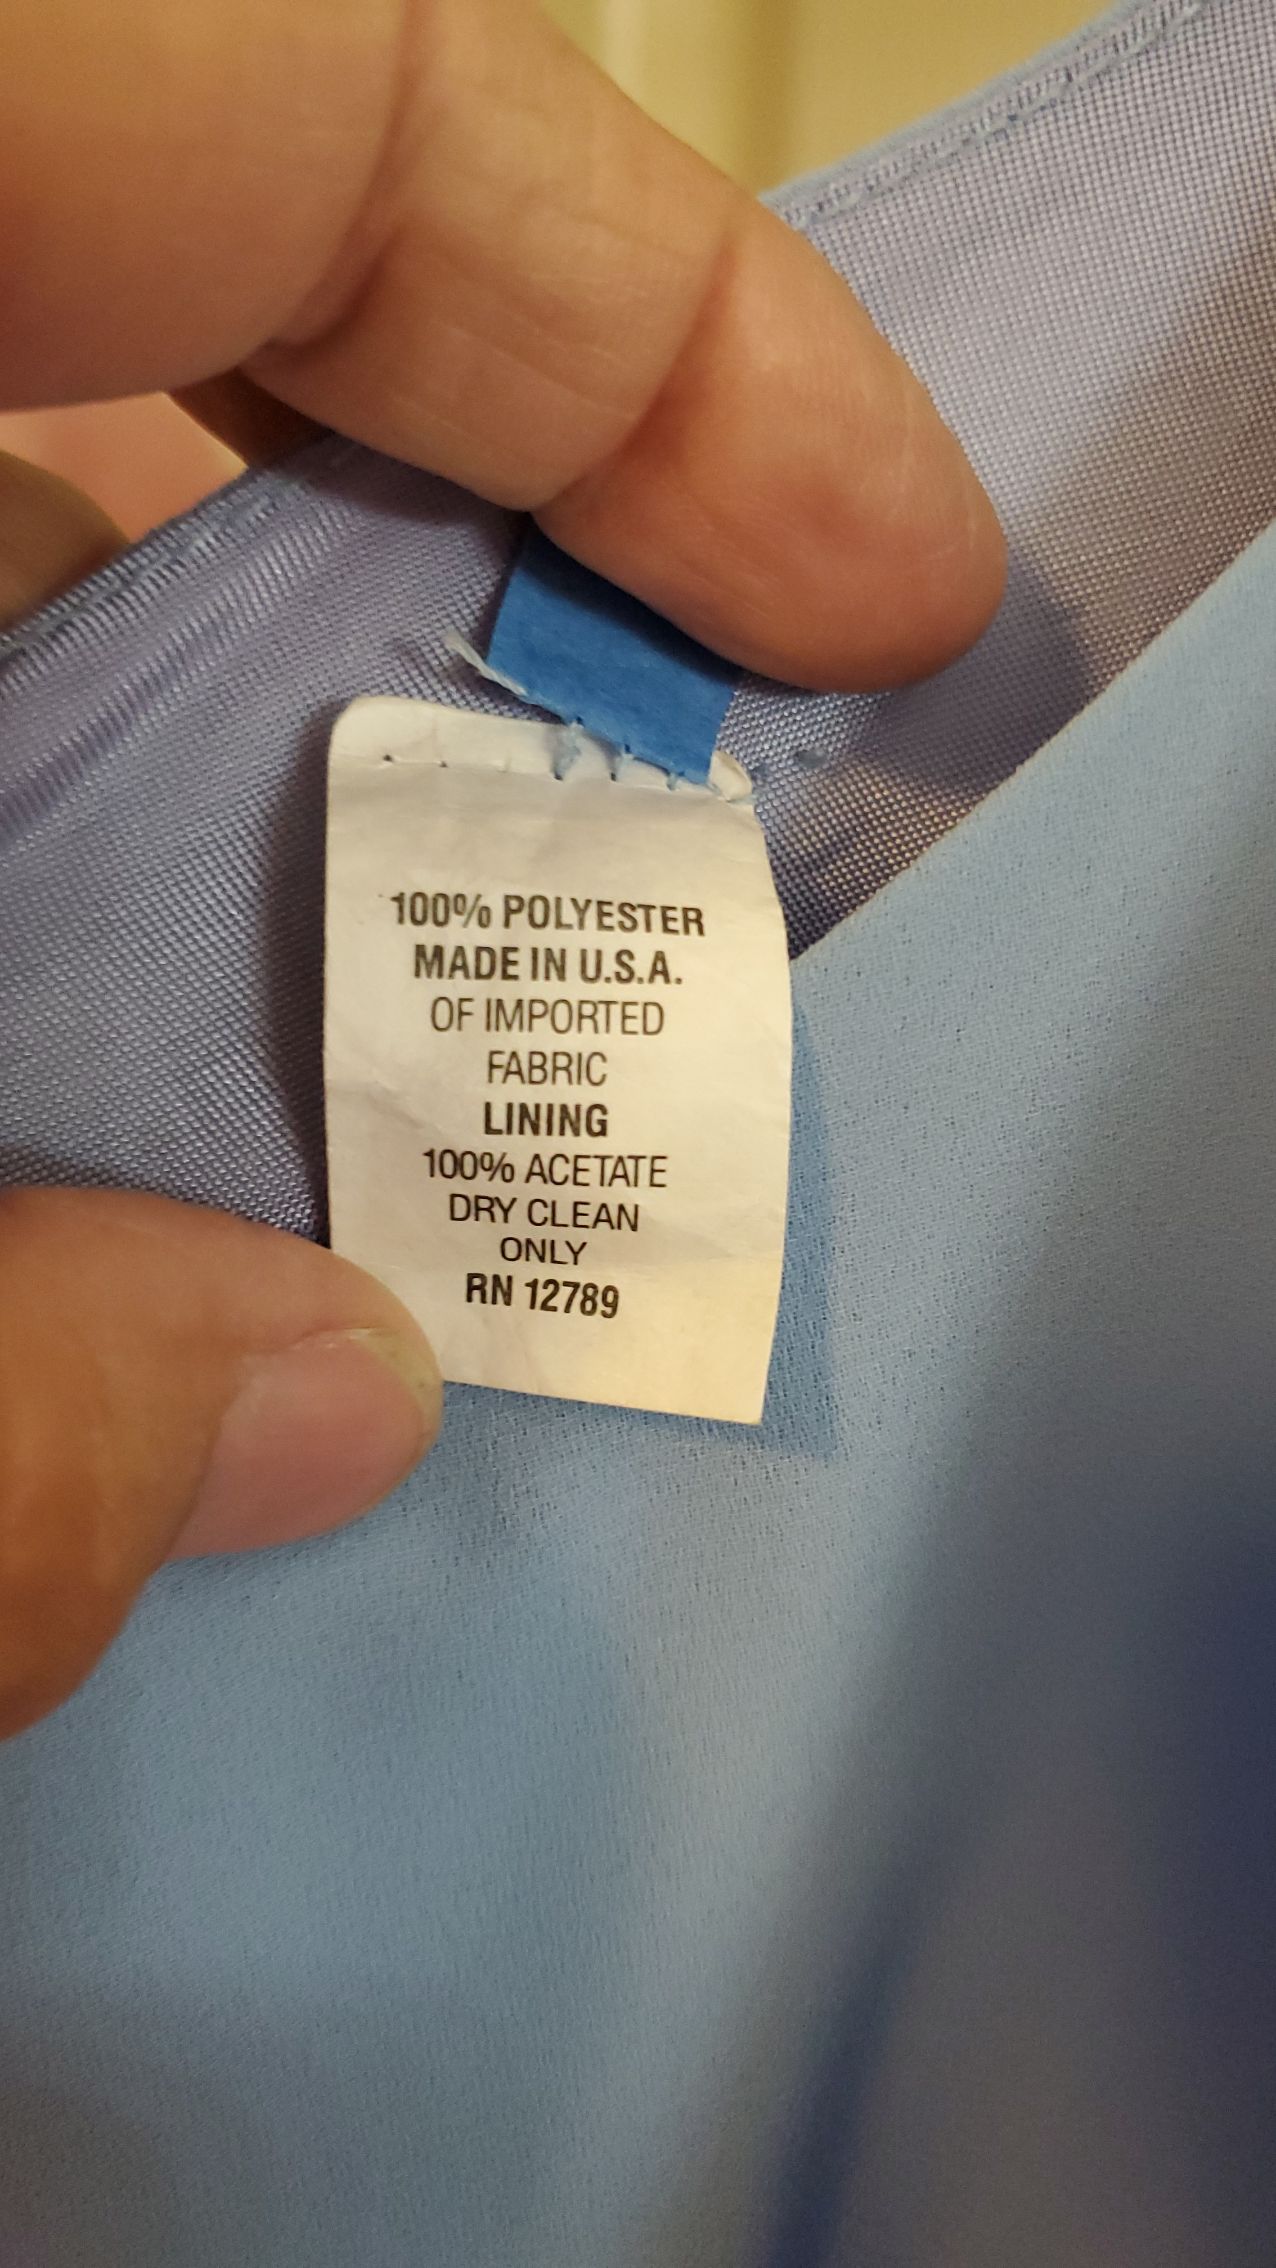 100% POLYESTER
MADE IN U.S.A.
OF IMPORTED
FABRIC
LINING
100% ACETATE
DRY CLEAN
ONLY
RN 12789